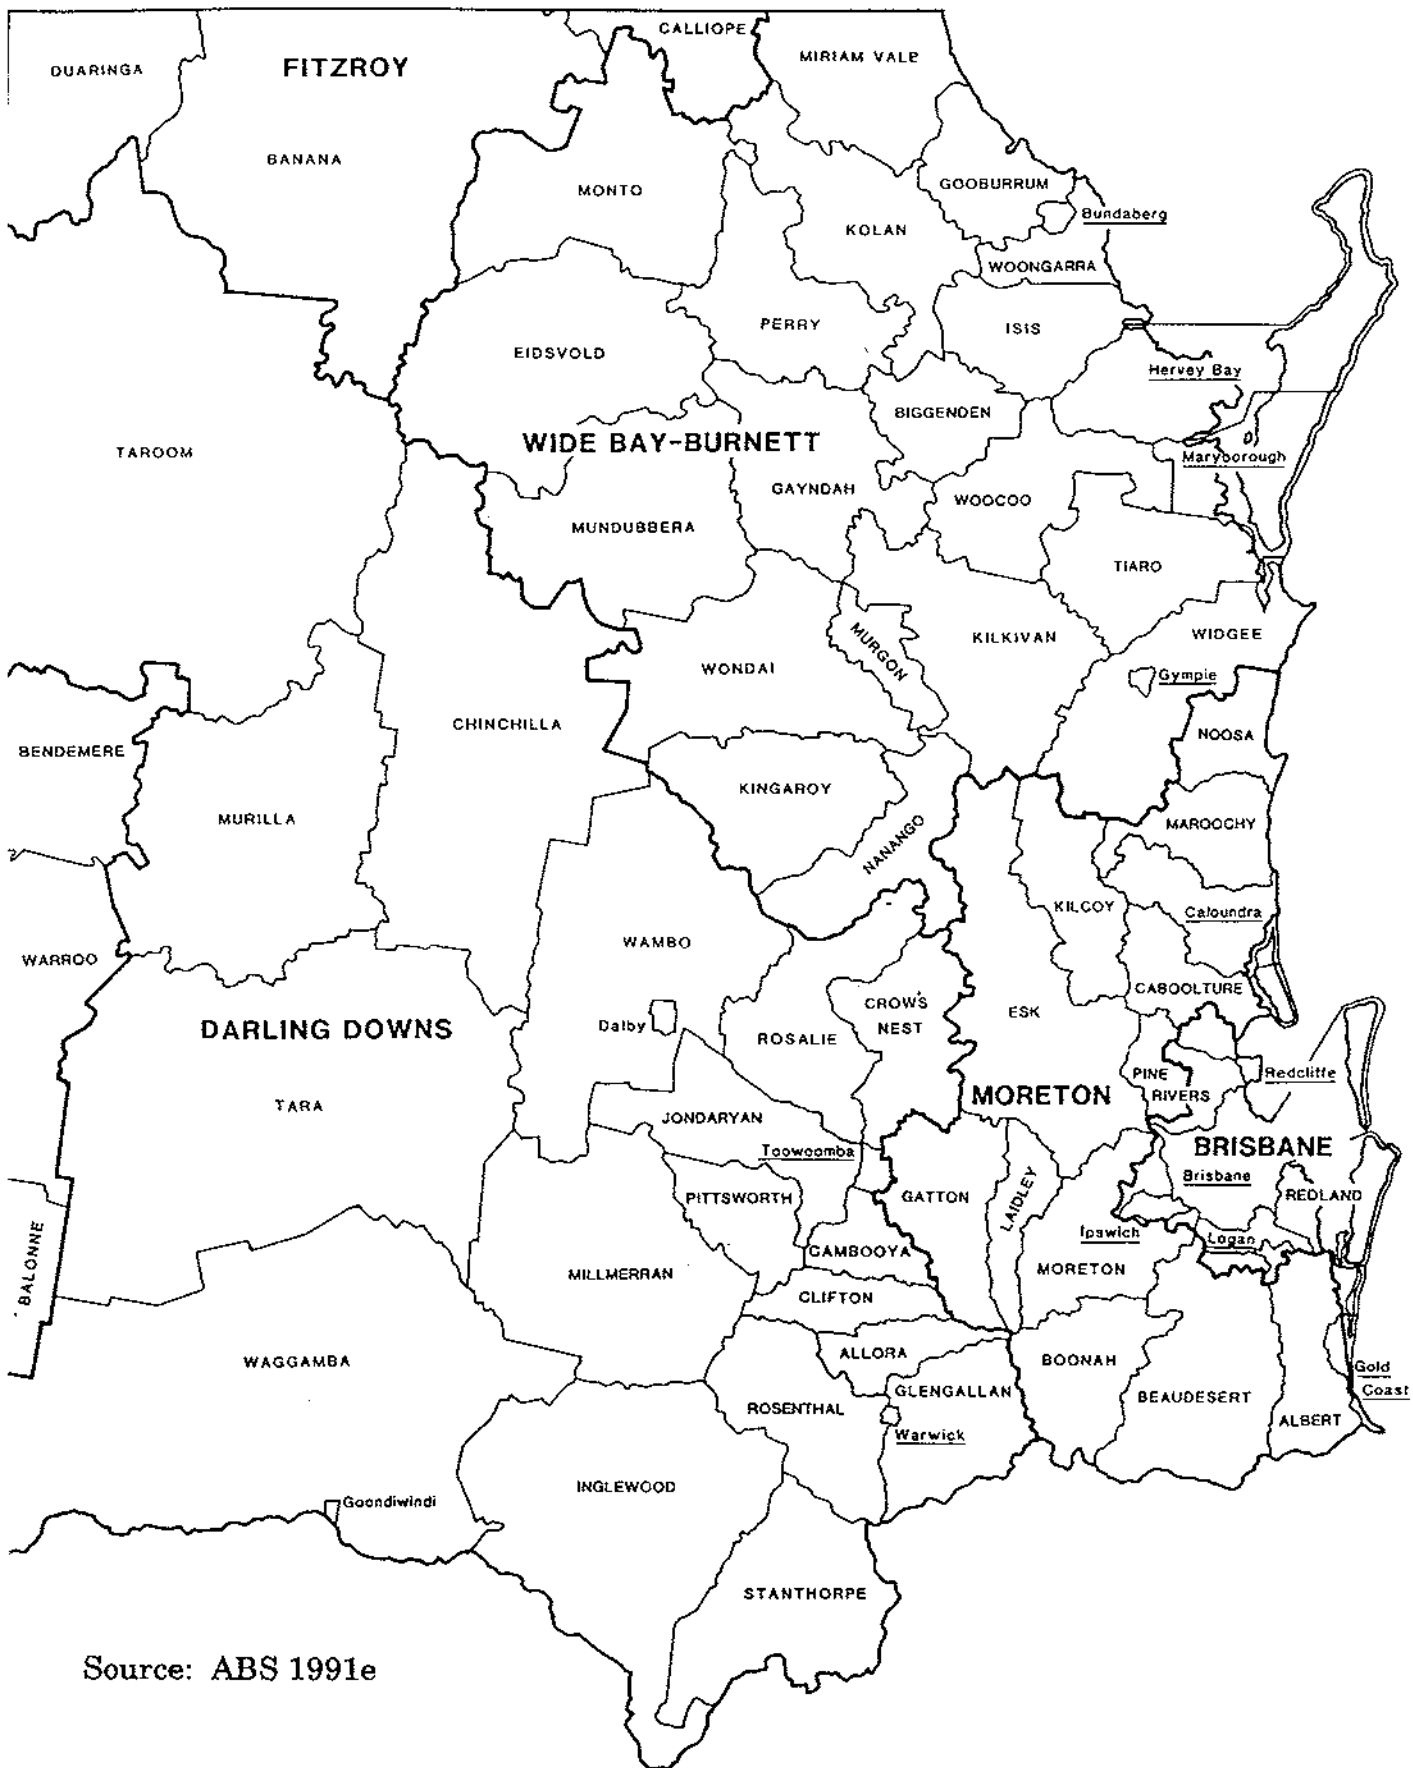 CALLIOPE
MIRIAM VALE
FITZROY
DUARINGA
BANANA
MONTO
GOOBURRUM
Bundaberg
KOLAN
WOONGARRA
PERRY
ISIS
EIDSVOLD
Hervey Bay
BIGGENDEN
WIDE BAY-BURNETT
TAROOM
Maryborough
GAYNDAH
WOOCOO
MUNDUBBERA
TIARO
MURGON
KILKIVAN
WIDGEE
WONDAI
Gympie
CHINCHILLA
NOOSA
BENDEMERE
KINGAROY
MURILLA
MAROOCHY
NANANGO
KILCOY
Caloundra
WAMBO
WARROO
CABOOLTURE
CROW'S
NEST
ESK
Dalby
DARLING DOWNS
ROSALIE
PINE
RIVERS
Redcliffe
MORETON
TARA
JONDARYAN
Toowoomba
BRISBANE
Brisbane
LAIDLEY
PITTSWORTH
GATTON
REDLAND
Ipswich
Logan
CAMBOOYA
BALONNE
MILLMERRAN
MORETON
CLIFTON
ALLORA
WAGGAMBA
BOONAH
Gold
Coast
GLENGALLAN
BEAUDESERT
ROSENTHAL
ALBERT
Warwick
INGLEWOOD
Goondiwindi
STANTHORPE
Source: ABS 1991e